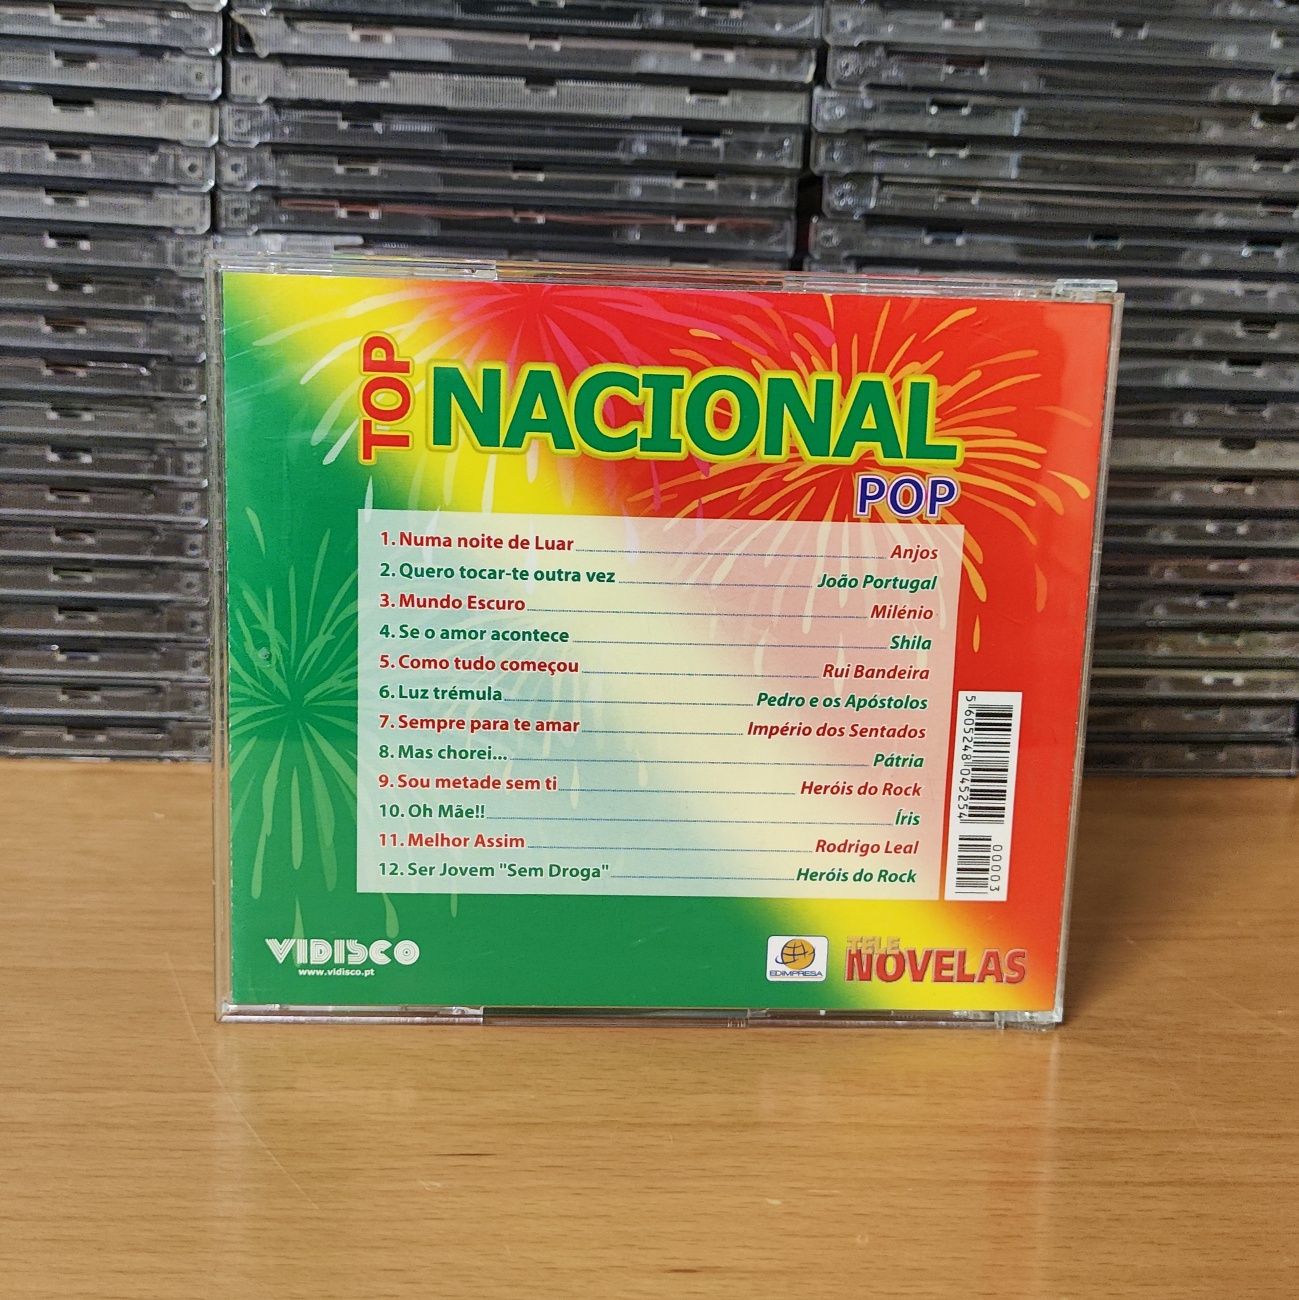 TOP
NACIONAL
POP
1. Numa noite de Luar Anjos
2. Quero tocar-te outra vez João Portugal
3. Mundo Escuro Milénio
4. Se o amor acontece Shila
5. Como tudo começou Rui Bandeira
6. Luz trémula Pedro e os Apóstolos
7. Sempre para te amar Império dos Sentados
8. Mas chorei... Pátria
9. Sou metade sem ti Heróis do Rock
10. Oh Mãe!! Íris
11. Melhor Assim Rodrigo Leal
12. Ser Jovem "Sem Droga" Heróis do Rock
5 605248 045254
00003
VIDISCO
www.vidisco.pt
EDIMPRESA
TELE
NOVELAS